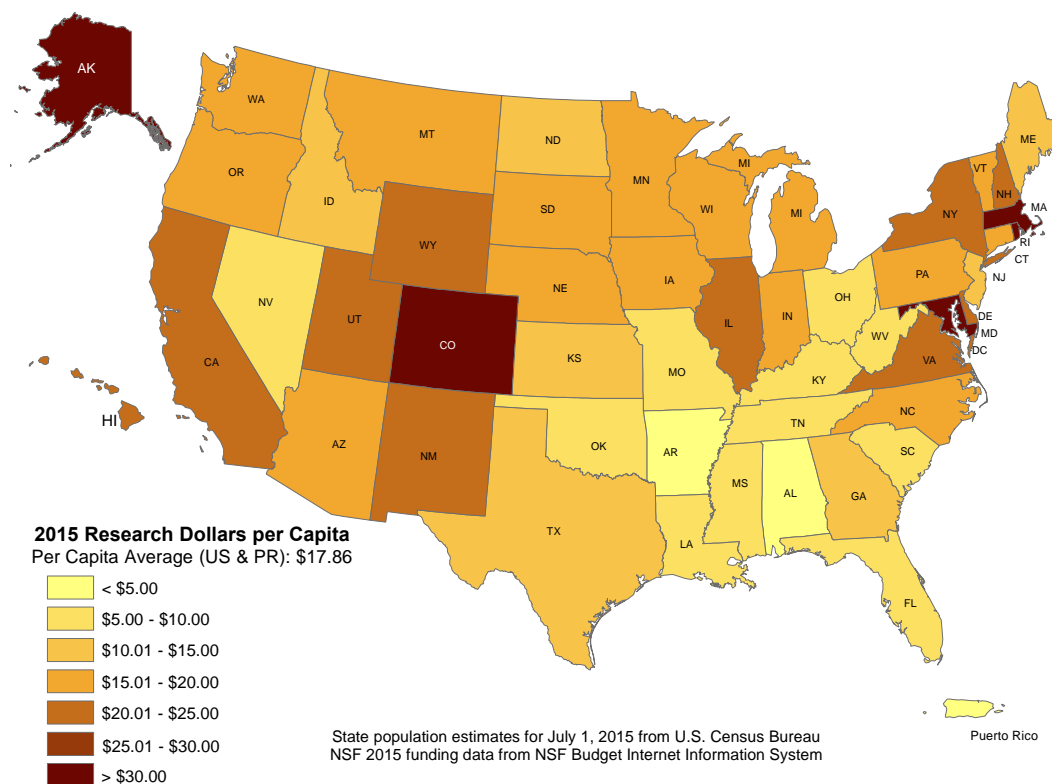 AK
WA
MT
ND
MN
MI
ME
VT
NH
OR
ID
SD
WI
MI
NY
MA
RI
CT
WY
IA
PA
NJ
NV
UT
NE
IL
IN
OH
DE
MD
DC
WV
VA
CA
CO
KS
MO
KY
HI
AZ
NM
OK
AR
TN
NC
SC
MS
AL
GA
TX
LA
FL
2015 Research Dollars per Capita
Per Capita Average (US & PR): $17.86
< $5.00
$5.00 - $10.00
$10.01 - $15.00
$15.01 - $20.00
$20.01 - $25.00
$25.01 - $30.00
> $30.00
State population estimates for July 1, 2015 from U.S. Census Bureau
NSF 2015 funding data from NSF Budget Internet Information System
Puerto Rico